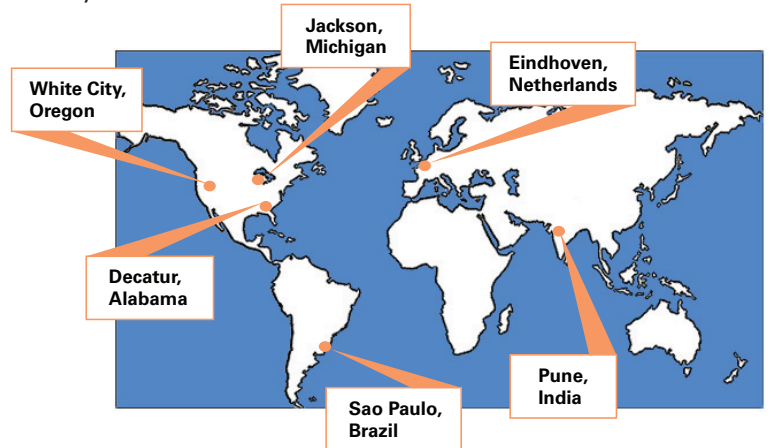 Jackson,
Michigan
Eindhoven,
Netherlands
White City,
Oregon
Decatur,
Alabama
Pune,
India
Sao Paulo,
Brazil